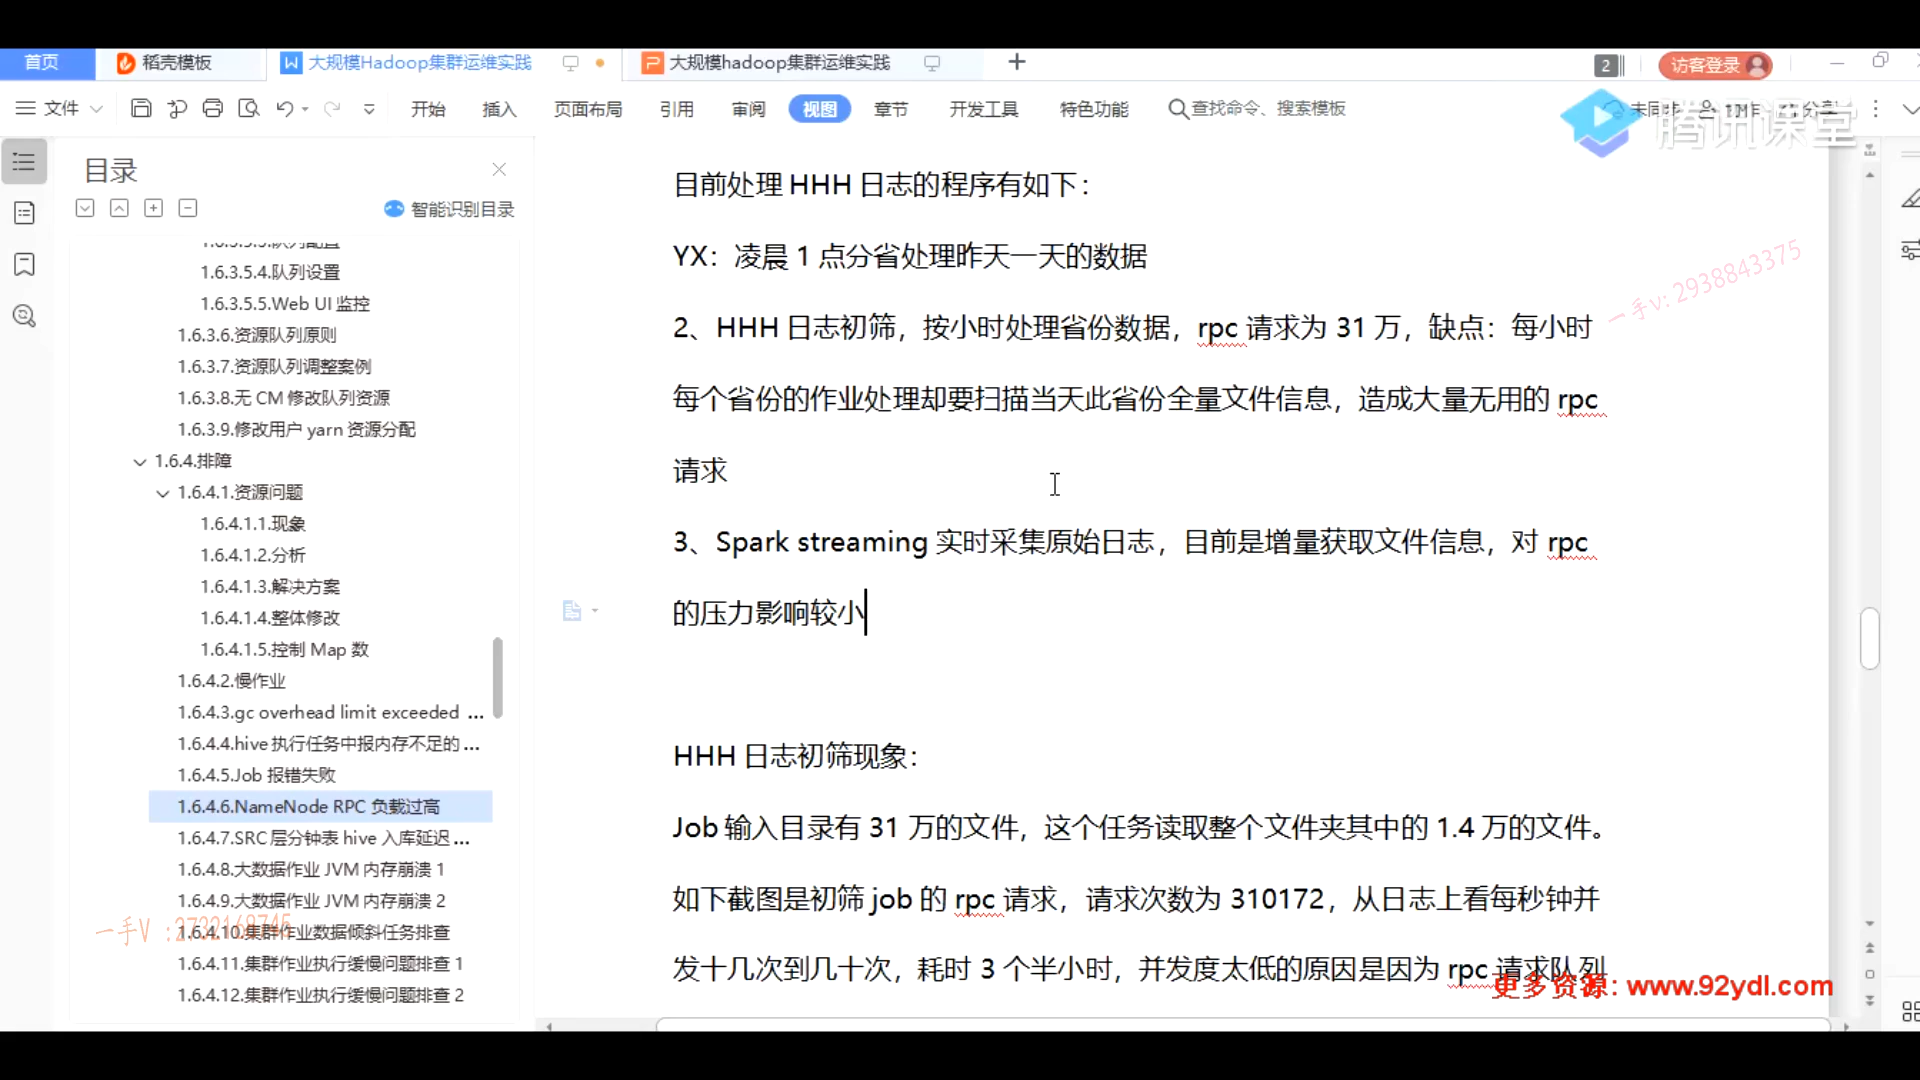 首页
稻壳模板
大规模Hadoop集群运维实践
大规模hadoop集群运维实践
2
访客登录
文件
开始
插入
页面布局
引用
审阅
视图
章节
开发工具
特色功能
查找命令、搜索模板
未同步
协作
分享
腾讯课堂
目录
智能识别目录
1.6.3.5.3.队列配置
1.6.3.5.4.队列设置
1.6.3.5.5.Web UI 监控
1.6.3.6.资源队列原则
1.6.3.7.资源队列调整案例
1.6.3.8.无 CM 修改队列资源
1.6.3.9.修改用户 yarn 资源分配
1.6.4.排障
1.6.4.1.资源问题
1.6.4.1.1.现象
1.6.4.1.2.分析
1.6.4.1.3.解决方案
1.6.4.1.4.整体修改
1.6.4.1.5.控制 Map 数
1.6.4.2.慢作业
1.6.4.3.gc overhead limit exceeded ...
1.6.4.4.hive 执行任务中报内存不足的 ...
1.6.4.5.Job 报错失败
1.6.4.6.NameNode RPC 负载过高
1.6.4.7.SRC 层分钟表 hive 入库延迟 ...
1.6.4.8.大数据作业 JVM 内存崩溃 1
1.6.4.9.大数据作业 JVM 内存崩溃 2
1.6.4.10.集群作业数据倾斜任务排查
1.6.4.11.集群作业执行缓慢问题排查 1
1.6.4.12.集群作业执行缓慢问题排查 2
目前处理 HHH 日志的程序有如下：
YX：凌晨 1 点分省处理昨天一天的数据
2、HHH 日志初筛，按小时处理省份数据，rpc 请求为 31 万，缺点：每小时
每个省份的作业处理却要扫描当天此省份全量文件信息，造成大量无用的 rpc
请求
3、Spark streaming 实时采集原始日志，目前是增量获取文件信息，对 rpc
的压力影响较小
HHH 日志初筛现象：
Job 输入目录有 31 万的文件，这个任务读取整个文件夹其中的 1.4 万的文件。
如下截图是初筛 job 的 rpc 请求，请求次数为 310172，从日志上看每秒钟并
发十几次到几十次，耗时 3 个半小时，并发度太低的原因是因为 rpc 请求队列
一手v: 2938843375
更多资源: www.92ydl.com